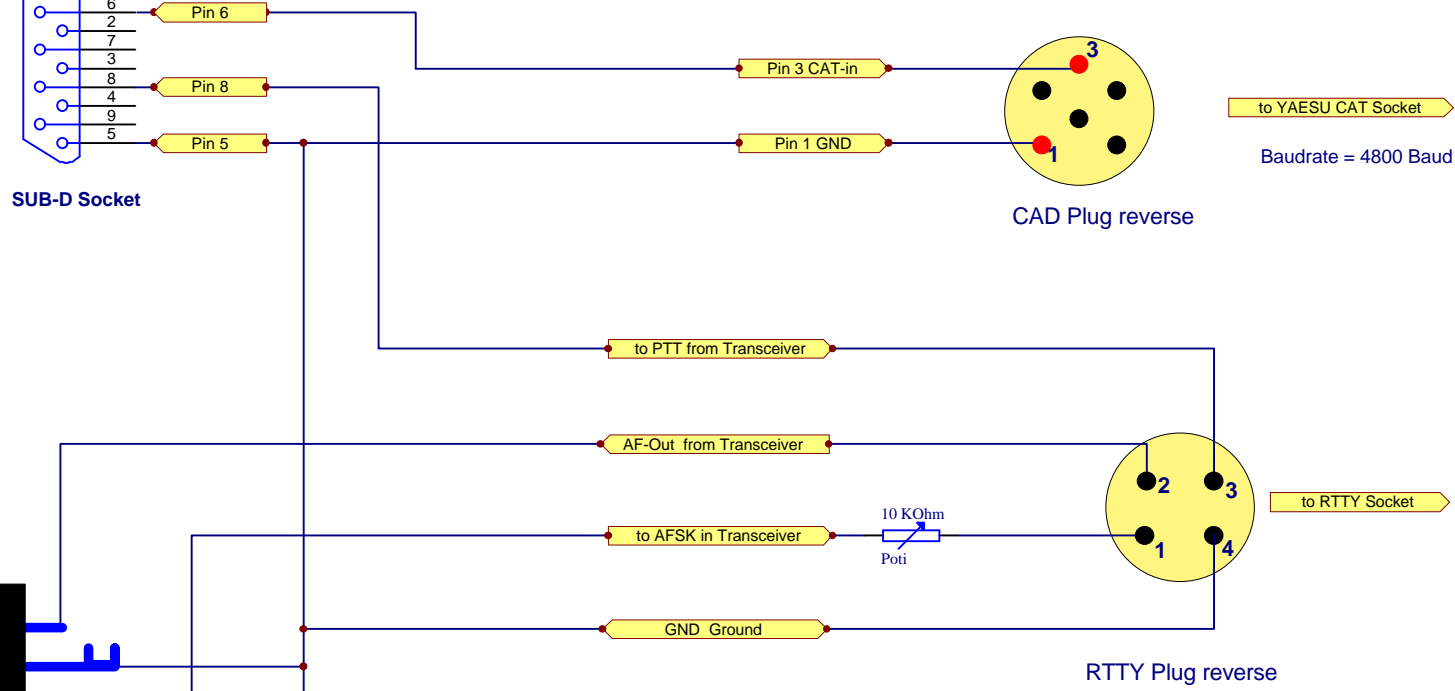 6
Pin 6
2
7
3
8
Pin 8
4
9
5
Pin 5
SUB-D Socket
Pin 3 CAT-in
Pin 1 GND
3
1
CAD Plug reverse
to YAESU CAT Socket
Baudrate = 4800 Baud
to PTT from Transceiver
AF-Out from Transceiver
to AFSK in Transceiver
10 KOhm
Poti
GND Ground
2
3
1
4
to RTTY Socket
RTTY Plug reverse